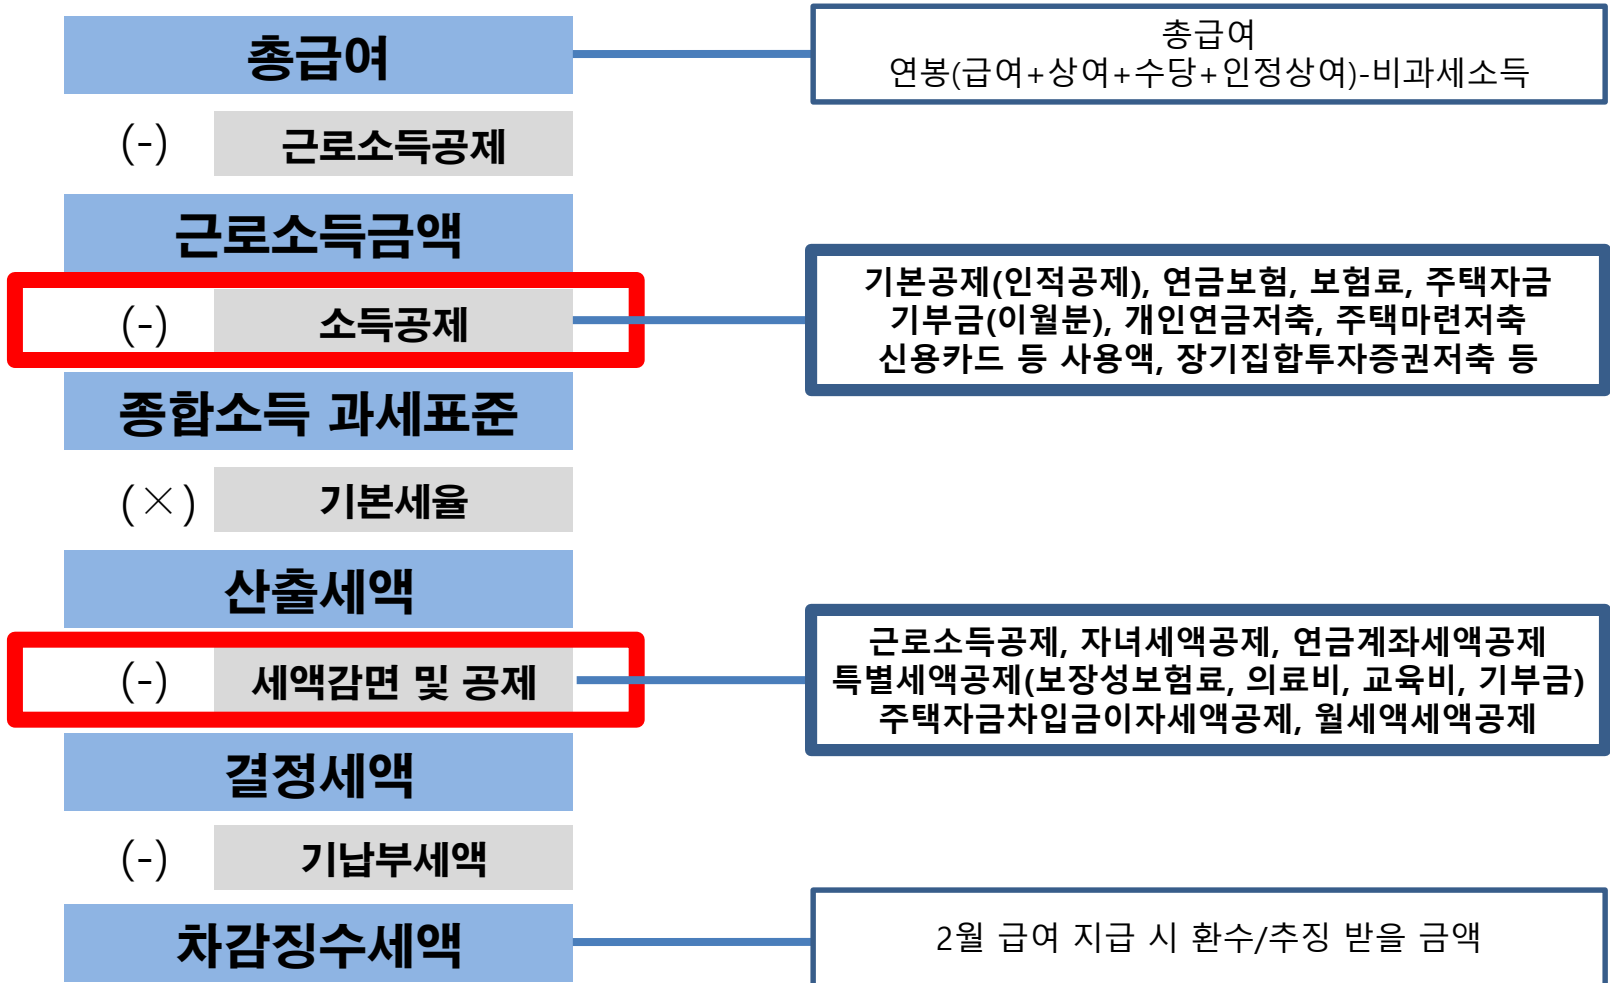 총급여
총급여
연봉(급여+상여+수당+인정상여)-비과세소득
(-) 근로소득공제
근로소득금액
(-) 소득공제
기본공제(인적공제), 연금보험, 보험료, 주택자금
기부금(이월분), 개인연금저축, 주택마련저축
신용카드 등 사용액, 장기집합투자증권저축 등
종합소득 과세표준
(×) 기본세율
산출세액
(-) 세액감면 및 공제
근로소득공제, 자녀세액공제, 연금계좌세액공제
특별세액공제(보장성보험료, 의료비, 교육비, 기부금)
주택자금차입금이자세액공제, 월세액세액공제
결정세액
(-) 기납부세액
차감징수세액
2월 급여 지급 시 환수/추징 받을 금액